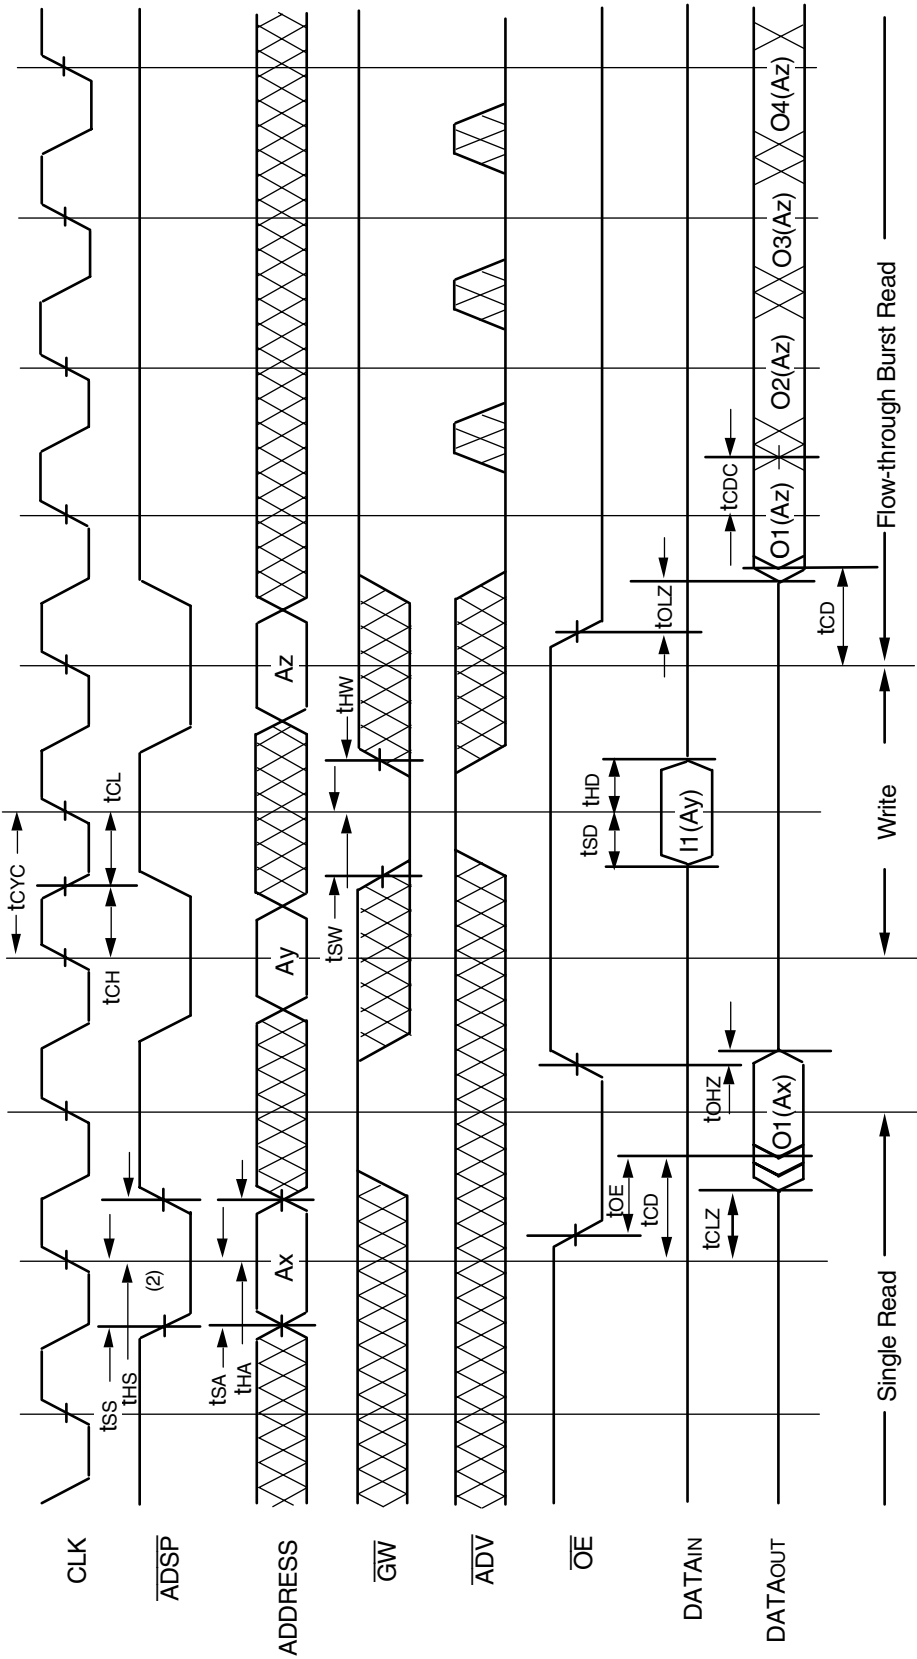 CLK
tCYC
tCH
tCL
ADSP
tSS
tHS
(2)
ADDRESS
tSA
tHA
Ax
Ay
Az
GW
tSW
tHW
ADV
OE
tOE
tOHZ
tOLZ
DATAIN
tSD
tHD
I1(Ay)
DATAOUT
tCLZ
tCD
O1(Ax)
tCD
tCDC
O1(Az)
O2(Az)
O3(Az)
O4(Az)
Single Read
Write
Flow-through Burst Read